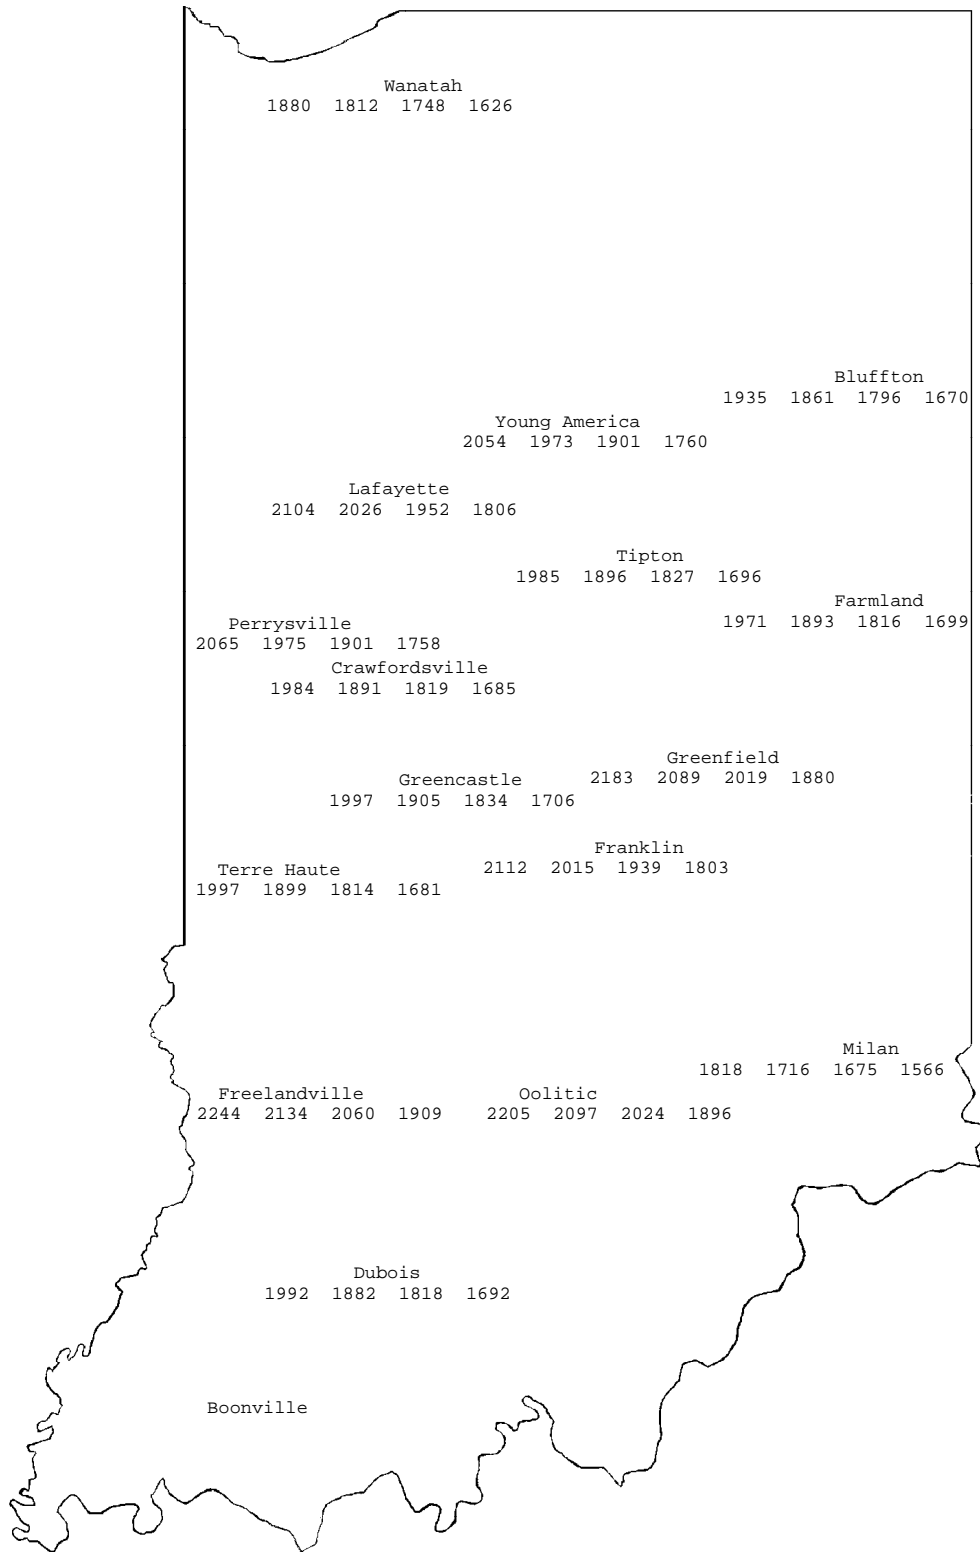 Wanatah
1880 1812 1748 1626
Bluffton
1935 1861 1796 1670
Young America
2054 1973 1901 1760
Lafayette
2104 2026 1952 1806
Tipton
1985 1896 1827 1696
Farmland
1971 1893 1816 1699
Perrysville
2065 1975 1901 1758
Crawfordsville
1984 1891 1819 1685
Greenfield
2183 2089 2019 1880
Greencastle
1997 1905 1834 1706
Franklin
2112 2015 1939 1803
Terre Haute
1997 1899 1814 1681
Milan
1818 1716 1675 1566
Freelandville
2244 2134 2060 1909
Oolitic
2205 2097 2024 1896
Dubois
1992 1882 1818 1692
Boonville